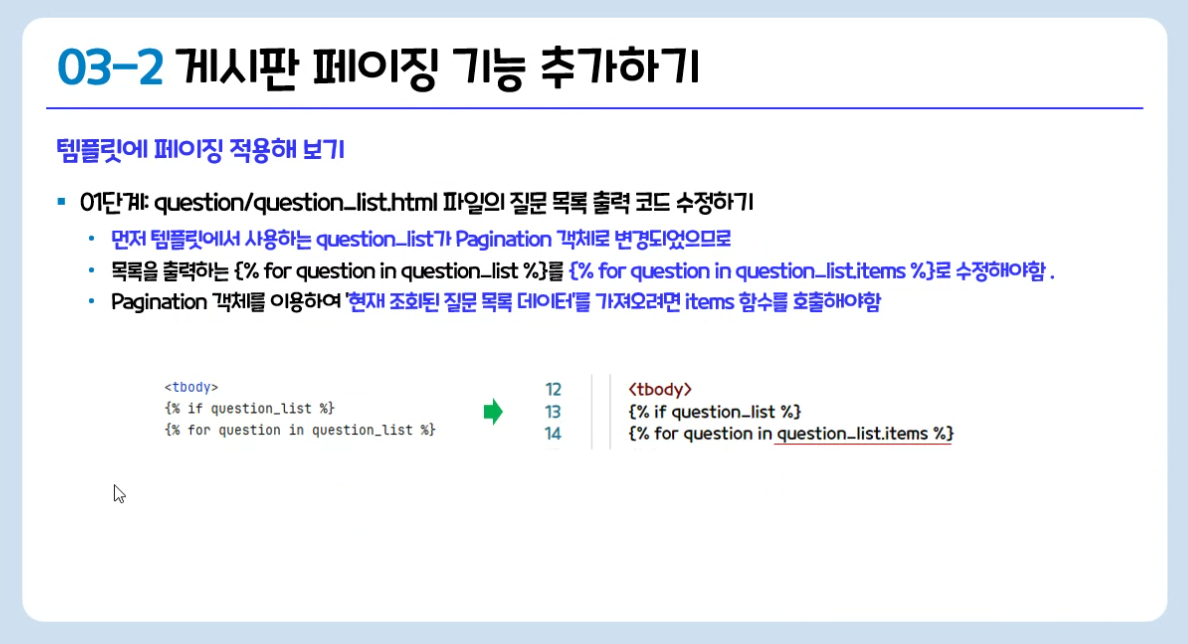 03-2 게시판 페이징 기능 추가하기
템플릿에 페이징 적용해 보기
▪ 01단계: question/question_list.html 파일의 질문 목록 출력 코드 수정하기
• 먼저 템플릿에서 사용하는 question_list가 Pagination 객체로 변경되었으므로
• 목록을 출력하는 {% for question in question_list %}를 {% for question in question_list.items %}로 수정해야함 .
• Pagination 객체를 이용하여 '현재 조회된 질문 목록 데이터'를 가져오려면 items 함수를 호출해야함
<tbody>
{% if question_list %}
{% for question in question_list %}
12 <tbody>
13 {% if question_list %}
14 {% for question in question_list.items %}